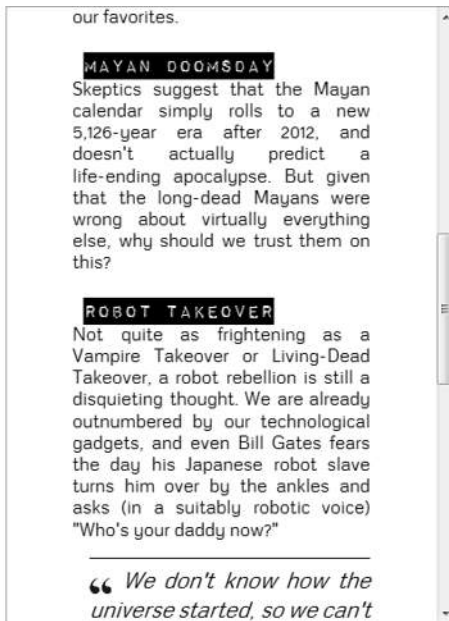 our favorites.
MAYAN DOOMSDAY
Skeptics suggest that the Mayan
calendar simply rolls to a new
5,126-year era after 2012, and
doesn't actually predict a
life-ending apocalypse. But given
that the long-dead Mayans were
wrong about virtually everything
else, why should we trust them on
this?
ROBOT TAKEOVER
Not quite as frightening as a
Vampire Takeover or Living-Dead
Takeover, a robot rebellion is still a
disquieting thought. We are already
outnumbered by our technological
gadgets, and even Bill Gates fears
the day his Japanese robot slave
turns him over by the ankles and
asks (in a suitably robotic voice)
"Who's your daddy now?"
“ We don't know how the
universe started, so we can't